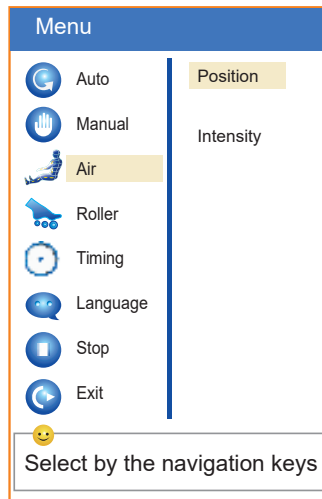 Menu
Auto
Manual
Air
Roller
Timing
Language
Stop
Exit
Position
Intensity
Select by the navigation keys